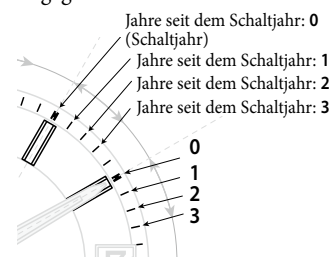 Jahre seit dem Schaltjahr: 0
(Schaltjahr)
Jahre seit dem Schaltjahr: 1
Jahre seit dem Schaltjahr: 2
Jahre seit dem Schaltjahr: 3
0
1
2
3